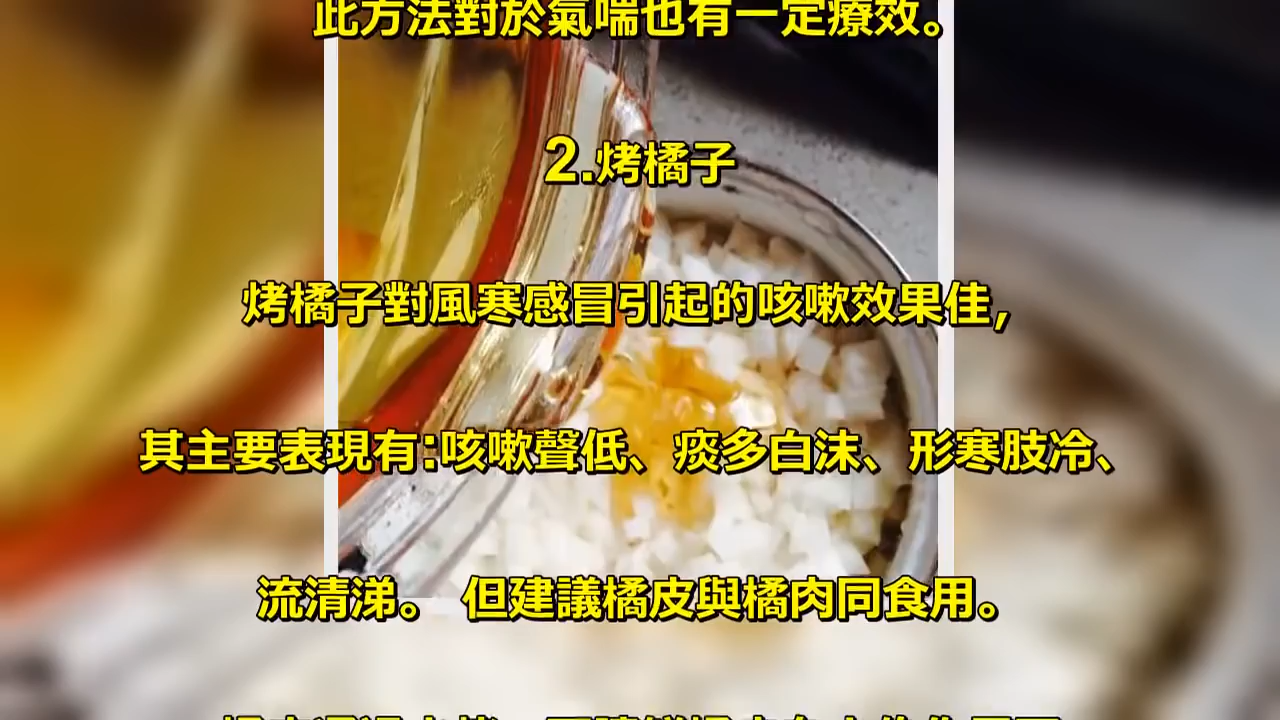 此方法對於氣喘也有一定療效。
2.烤橘子
烤橘子對風寒感冒引起的咳嗽效果佳,
其主要表現有:咳嗽聲低、痰多白沫、形寒肢冷、
流清涕。 但建議橘皮與橘肉同食用。